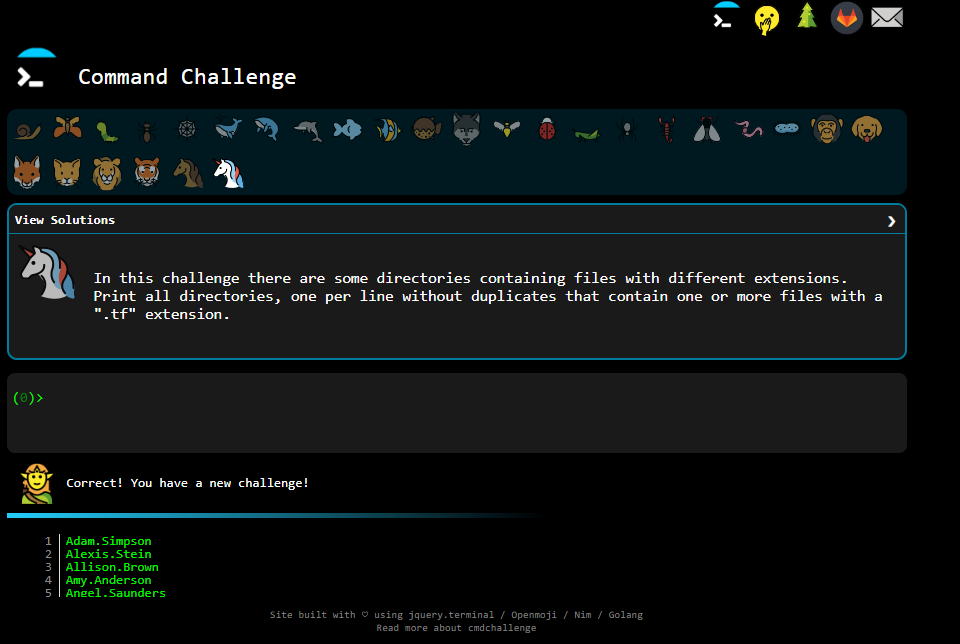 Command Challenge
View Solutions
In this challenge there are some directories containing files with different extensions.
Print all directories, one per line without duplicates that contain one or more files with a
".tf" extension.
(0)>
Correct! You have a new challenge!
1 Adam.Simpson
2 Alexis.Stein
3 Allison.Brown
4 Amy.Anderson
5 Angel.Saunders
Site built with ♡ using jquery.terminal / Openmoji / Nim / Golang
Read more about cmdchallenge